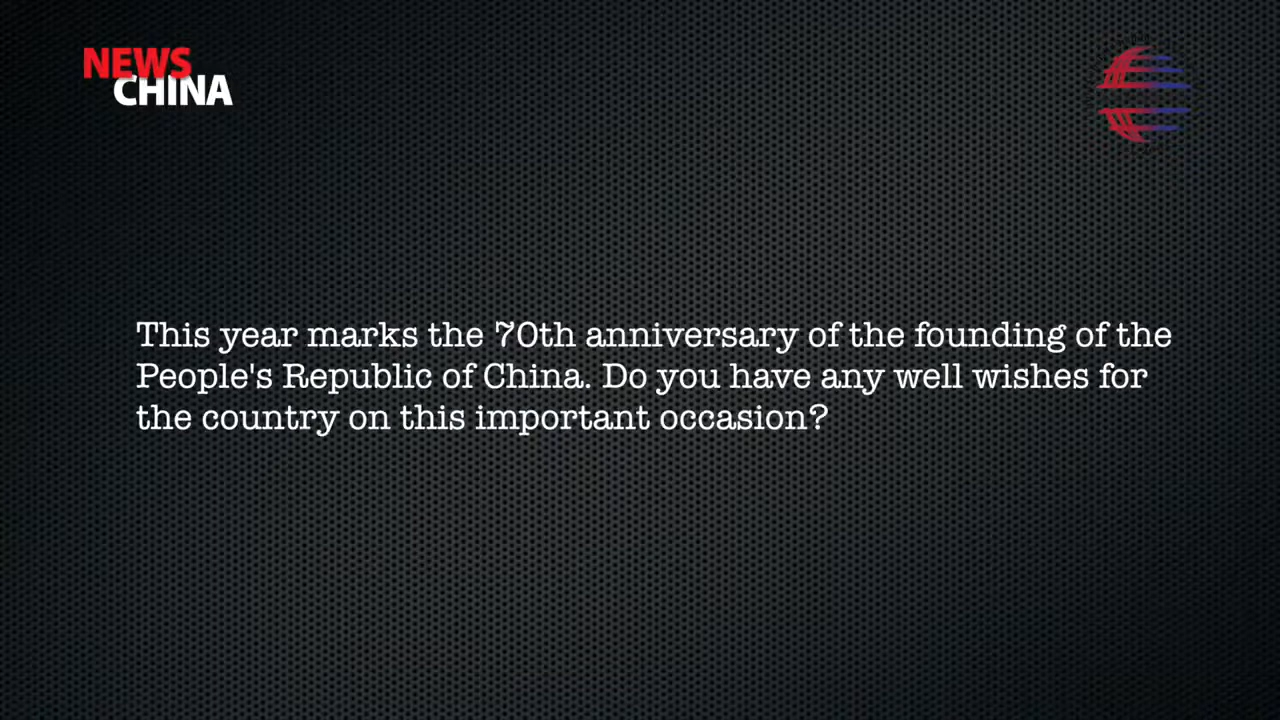 NEWS
CHINA
This year marks the 70th anniversary of the founding of the
People's Republic of China. Do you have any well wishes for
the country on this important occasion?